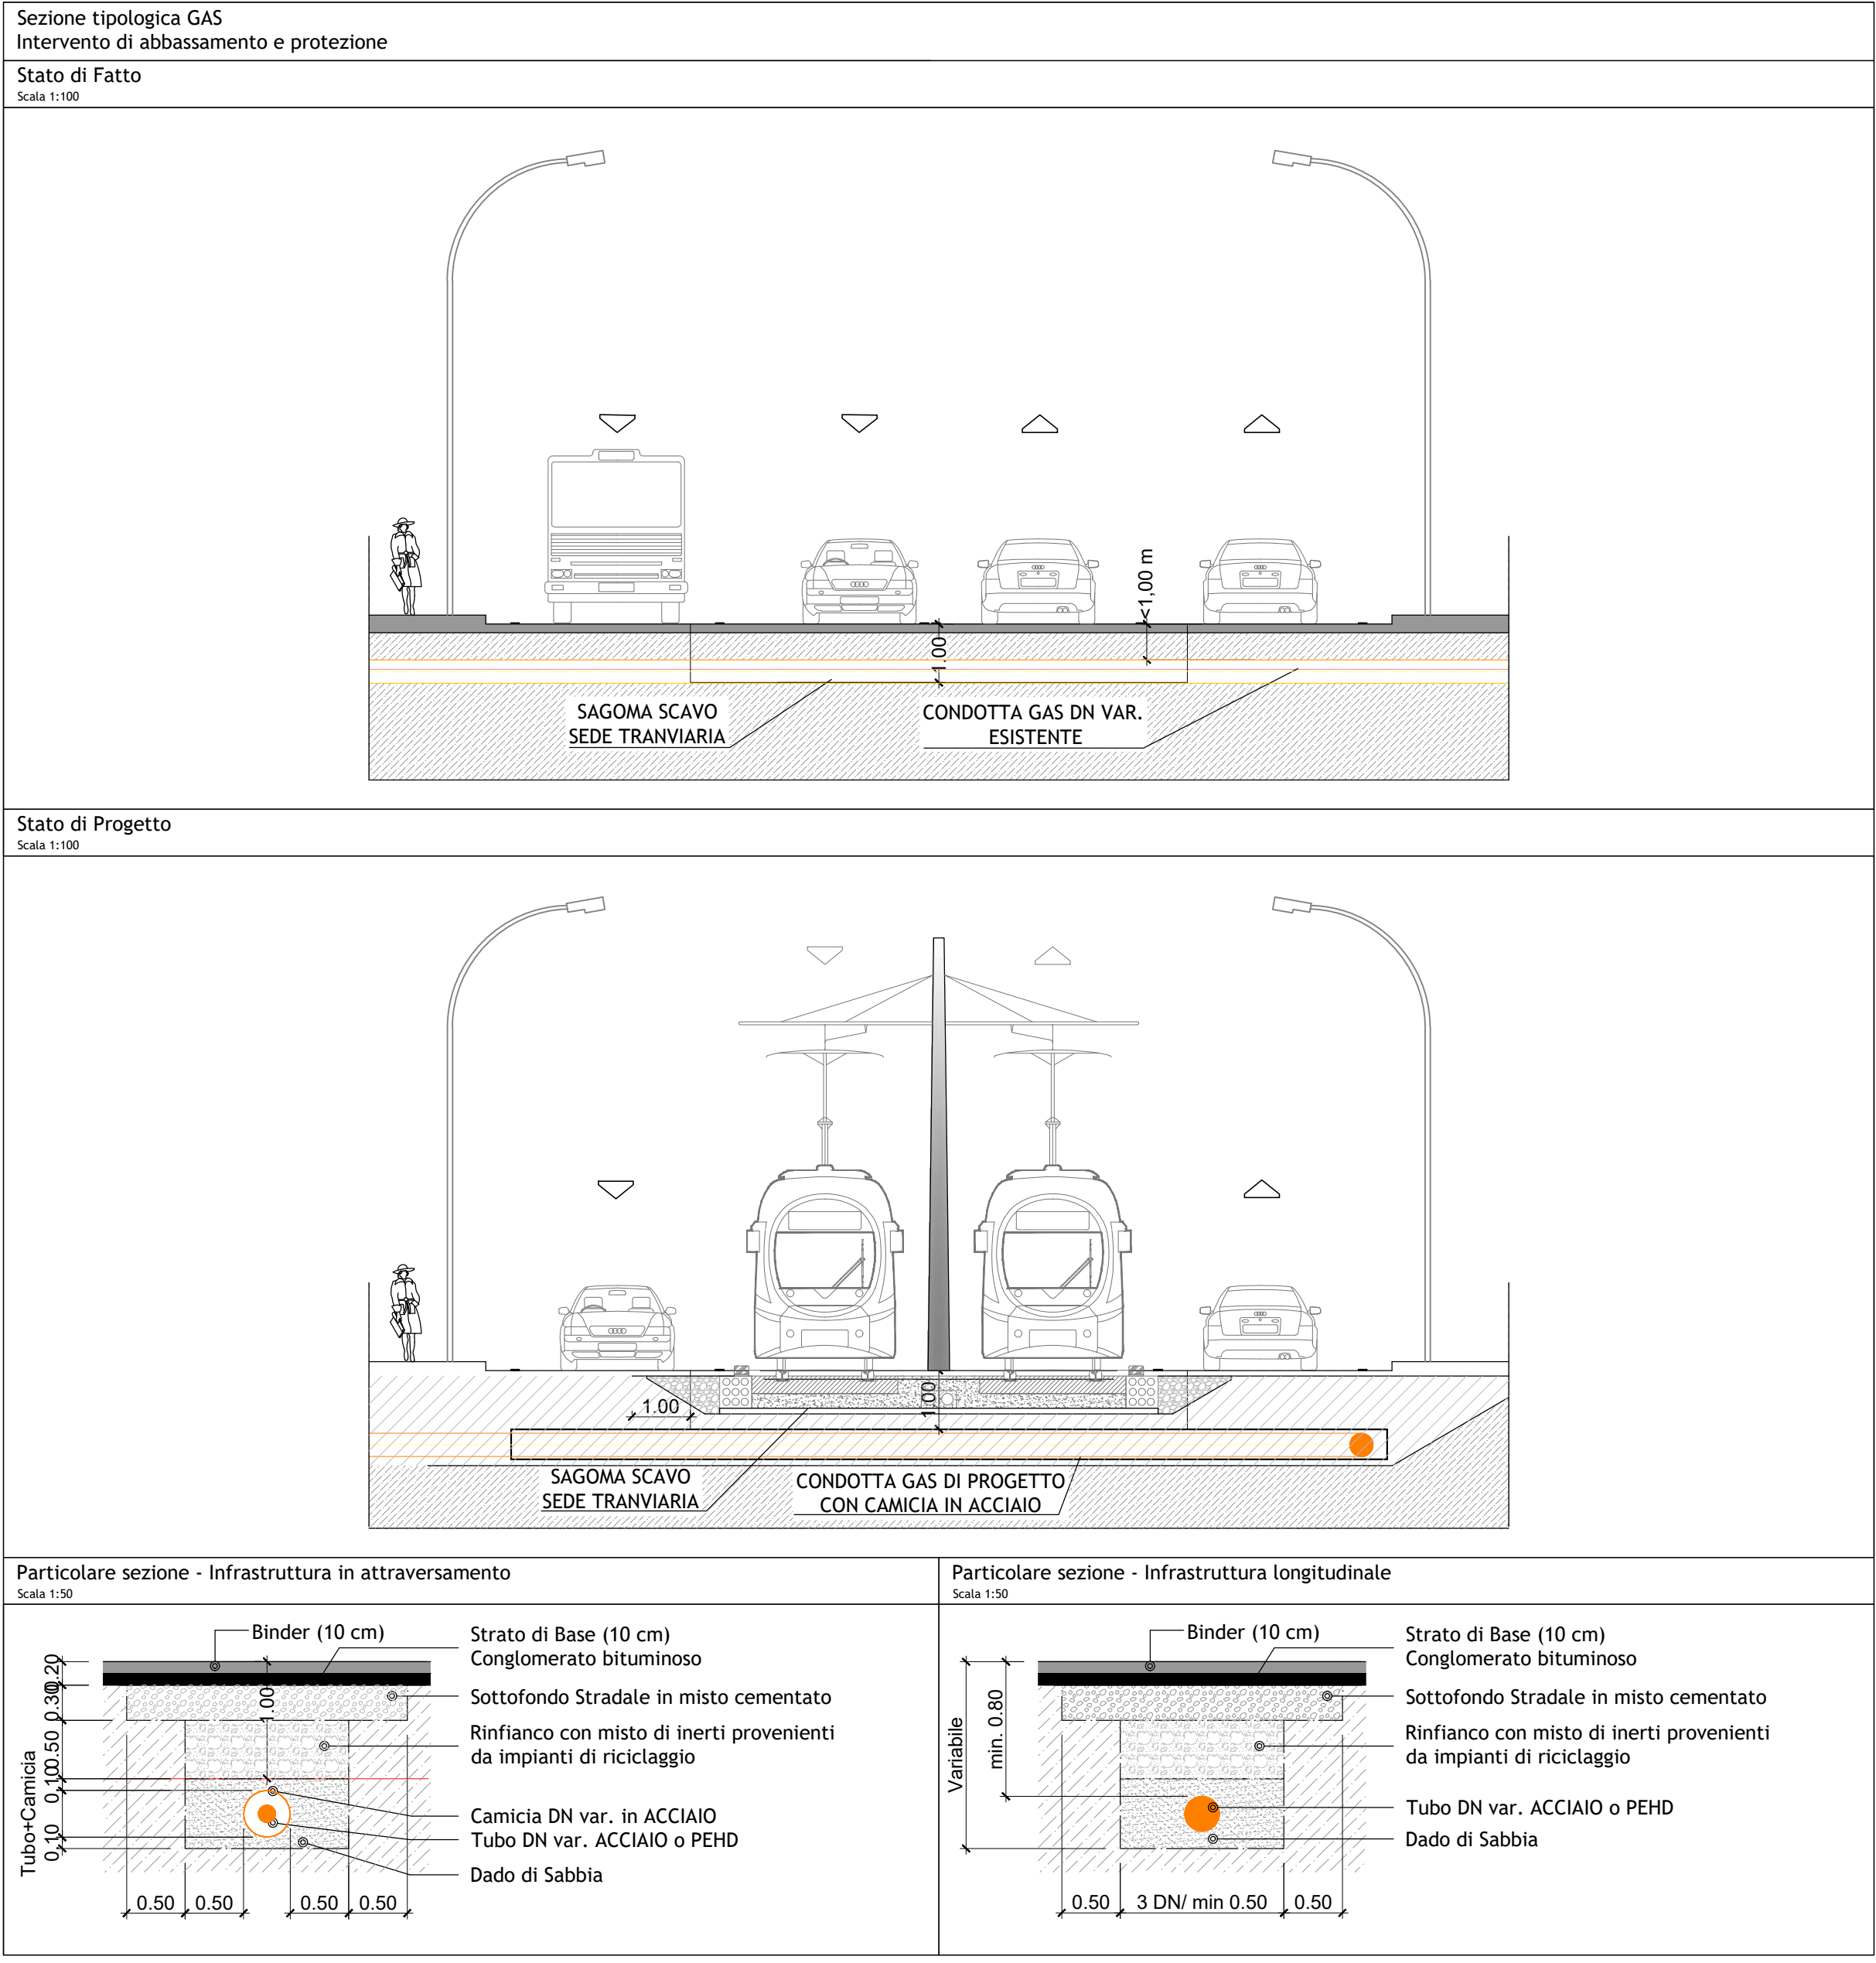 Sezione tipologica GAS
Intervento di abbassamento e protezione
Stato di Fatto
Scala 1:100
<1,00 m
1.00
SAGOMA SCAVO
SEDE TRANVIARIA
CONDOTTA GAS DN VAR.
ESISTENTE
Stato di Progetto
Scala 1:100
1.00
1.00
SAGOMA SCAVO
SEDE TRANVIARIA
CONDOTTA GAS DI PROGETTO
CON CAMICIA IN ACCIAIO
Particolare sezione - Infrastruttura in attraversamento
Scala 1:50
Binder (10 cm)
Strato di Base (10 cm)
Conglomerato bituminoso
Sottofondo Stradale in misto cementato
Rinfianco con misto di inerti provenienti
da impianti di riciclaggio
Camicia DN var. in ACCIAIO
Tubo DN var. ACCIAIO o PEHD
Dado di Sabbia
0.20
0.30
1.00
0.50
0.10
Tubo+Camicia
0.10
0.50 0.50 0.50 0.50
Particolare sezione - Infrastruttura longitudinale
Scala 1:50
Binder (10 cm)
Strato di Base (10 cm)
Conglomerato bituminoso
Sottofondo Stradale in misto cementato
Rinfianco con misto di inerti provenienti
da impianti di riciclaggio
Tubo DN var. ACCIAIO o PEHD
Dado di Sabbia
Variabile
min. 0.80
0.50 3 DN/ min 0.50 0.50